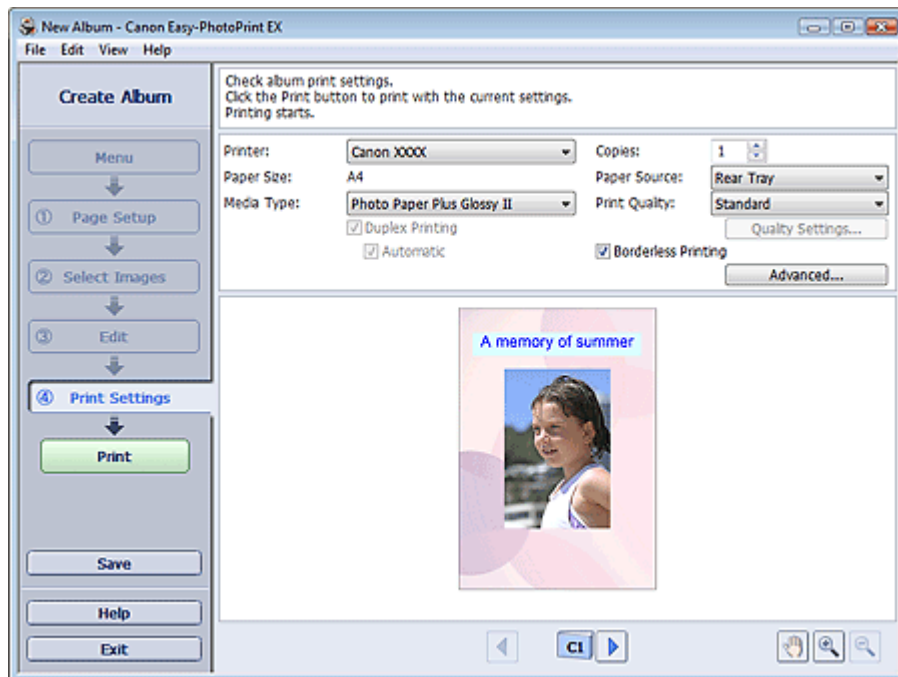 New Album - Canon Easy-PhotoPrint EX
File Edit View Help
Create Album
Menu
① Page Setup
② Select Images
③ Edit
④ Print Settings
Print
Save
Help
Exit
Check album print settings.
Click the Print button to print with the current settings.
Printing starts.
Printer: Canon XXXX Copies: 1
Paper Size: A4 Paper Source: Rear Tray
Media Type: Photo Paper Plus Glossy II Print Quality: Standard
Duplex Printing Quality Settings...
Automatic Borderless Printing
Advanced...
A memory of summer
C1